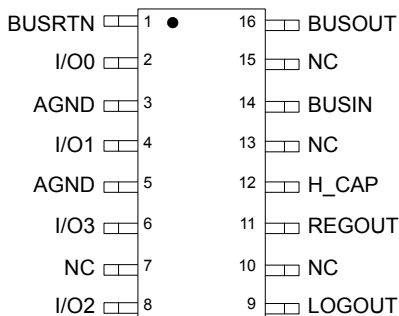 BUSRTN 1 16 BUSOUT
I/O0 2 15 NC
AGND 3 14 BUSIN
I/O1 4 13 NC
AGND 5 12 H_CAP
I/O3 6 11 REGOUT
NC 7 10 NC
I/O2 8 9 LOGOUT